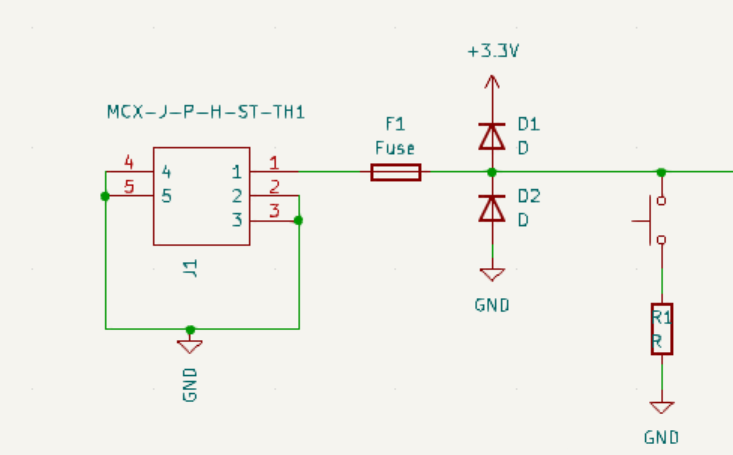 +3.3V
MCX-J-P-H-ST-TH1
F1
Fuse
D1
D
4 4 1 1
5 5 2 2
3 3
D2
D
J1
GND
GND
R1
R
GND